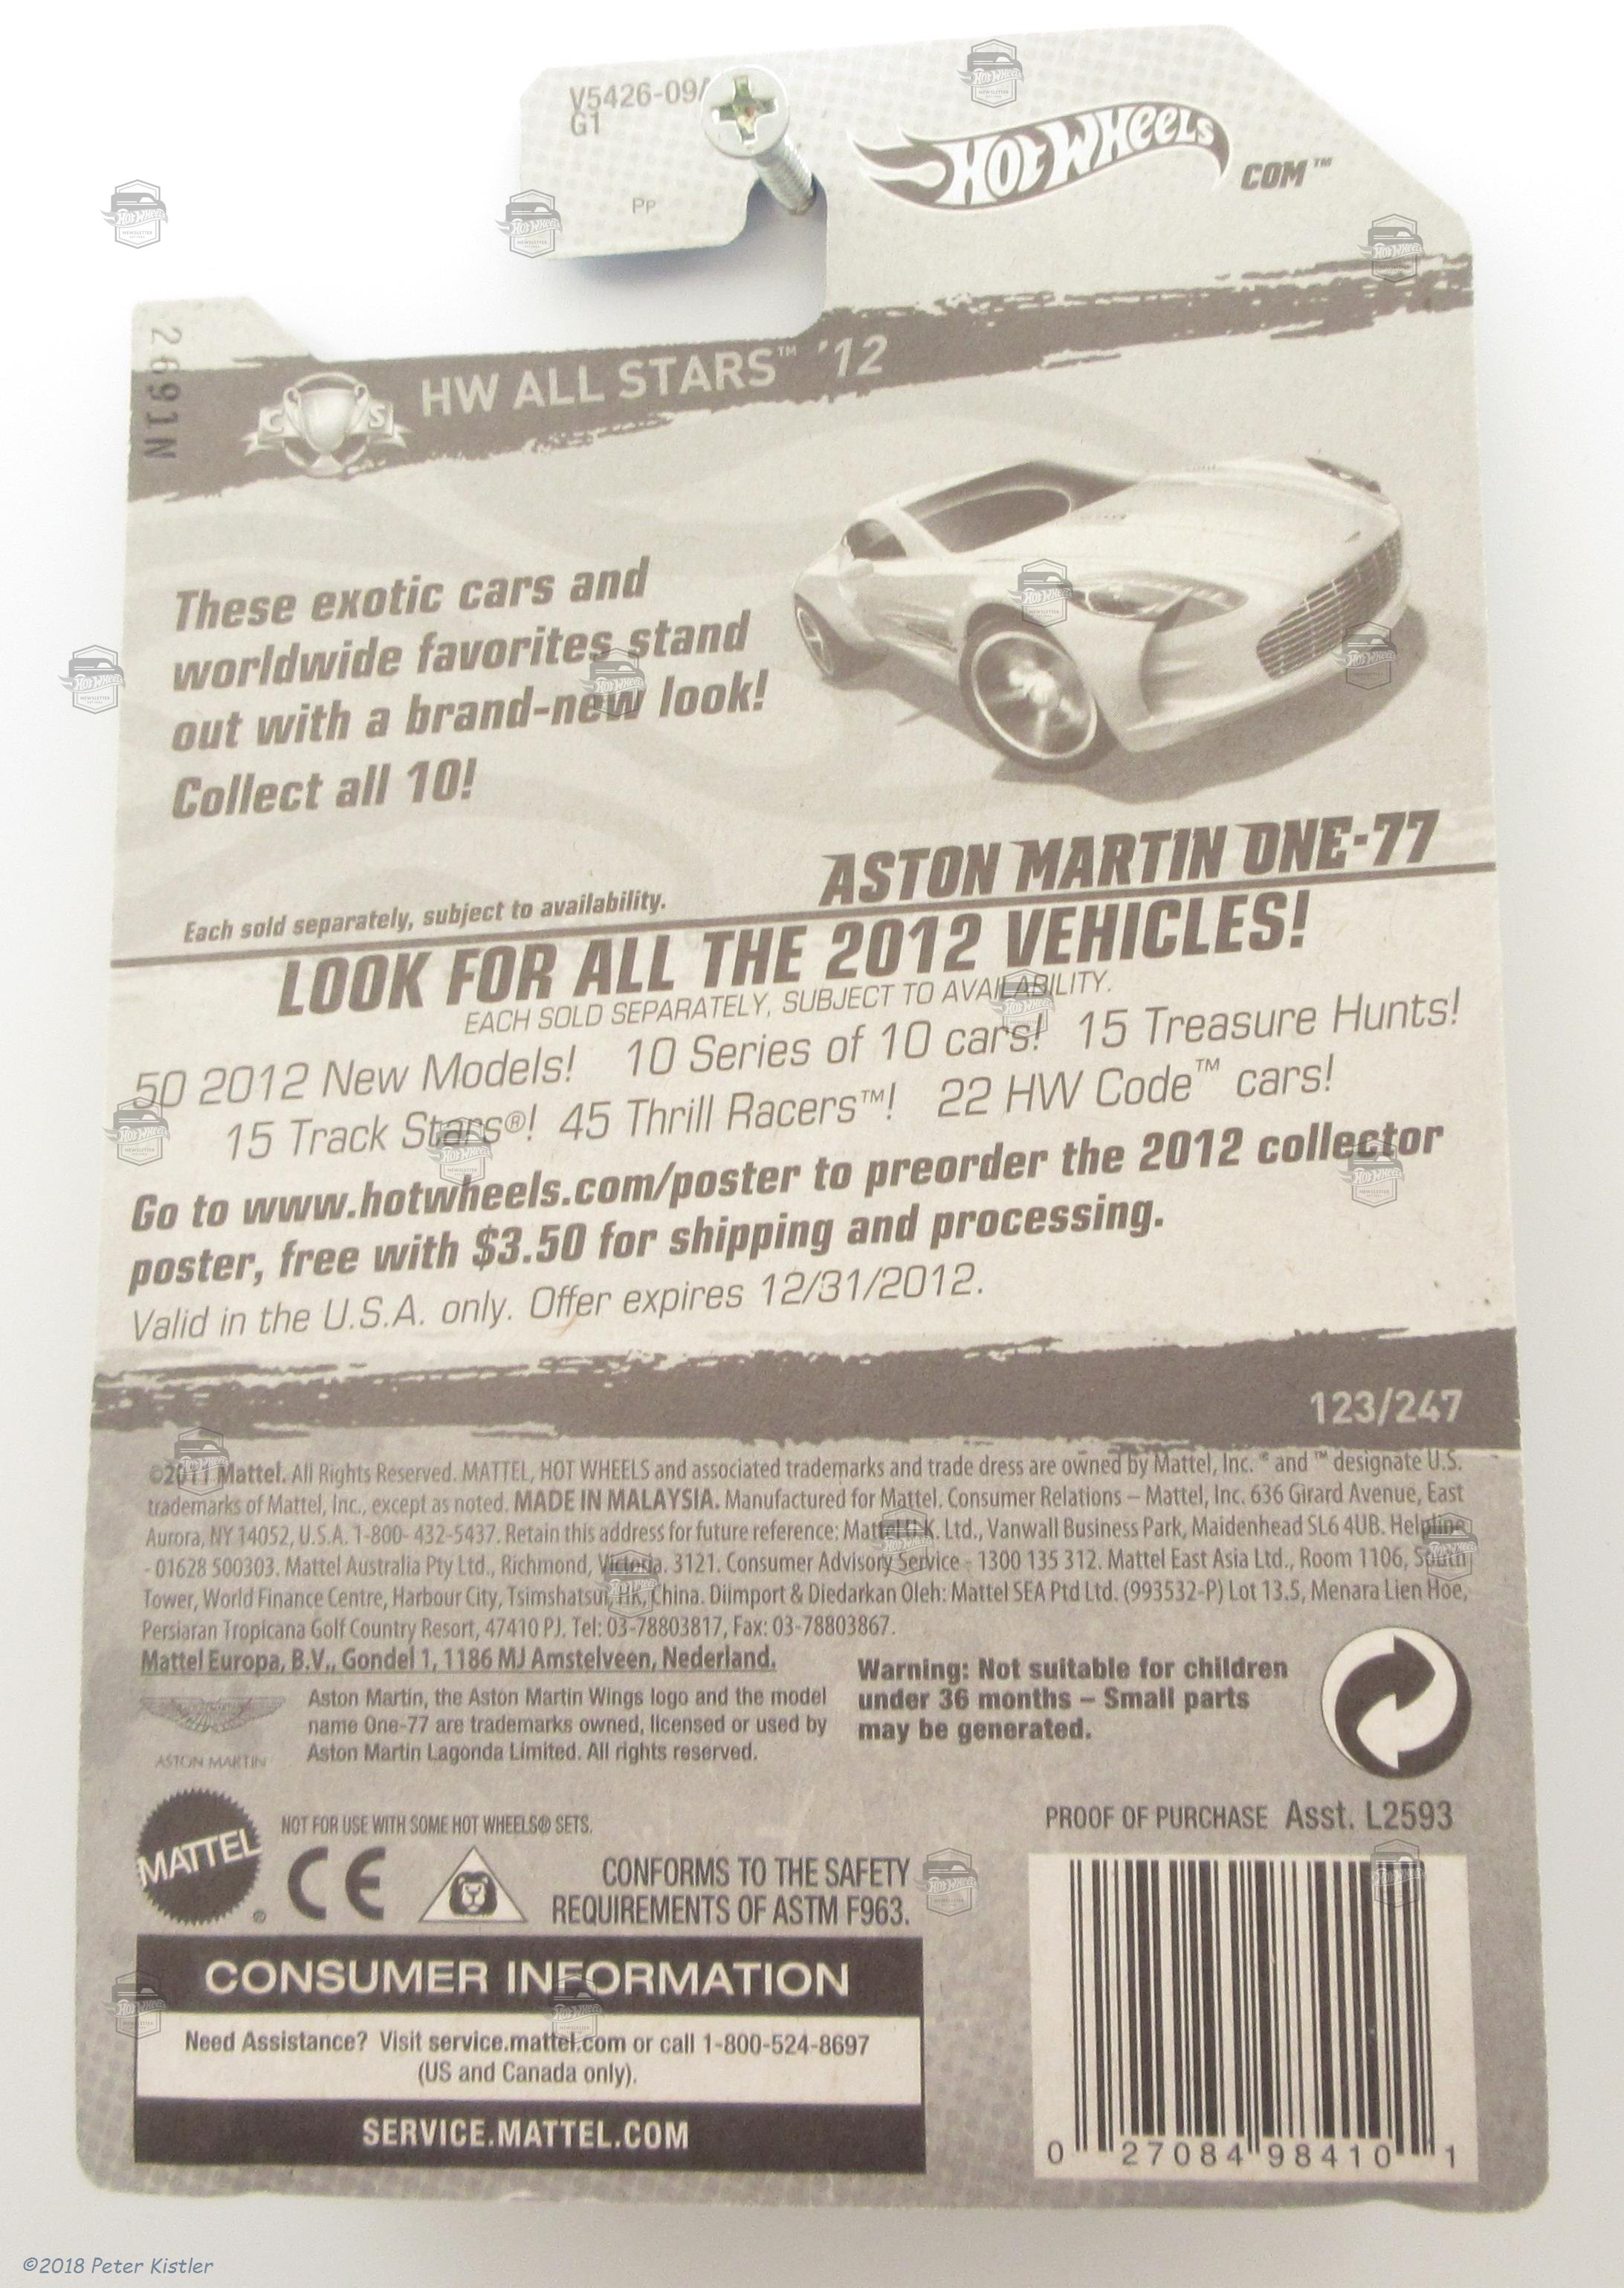 V5426-09
G1
Pp
HOT WHEELS
COM™
2691N
C S
HW ALL STARS™ '12
These exotic cars and
worldwide favorites stand
out with a brand-new look!
Collect all 10!
ASTON MARTIN ONE-77
Each sold separately, subject to availability.
LOOK FOR ALL THE 2012 VEHICLES!
EACH SOLD SEPARATELY, SUBJECT TO AVAILABILITY.
50 2012 New Models! 10 Series of 10 cars! 15 Treasure Hunts!
15 Track Stars®! 45 Thrill Racers™! 22 HW Code™ cars!
Go to www.hotwheels.com/poster to preorder the 2012 collector
poster, free with $3.50 for shipping and processing.
Valid in the U.S.A. only. Offer expires 12/31/2012.
123/247
©2011 Mattel. All Rights Reserved. MATTEL, HOT WHEELS and associated trademarks and trade dress are owned by Mattel, Inc. ® and ™ designate U.S.
trademarks of Mattel, Inc., except as noted. MADE IN MALAYSIA. Manufactured for Mattel. Consumer Relations – Mattel, Inc. 636 Girard Avenue, East
Aurora, NY 14052, U.S.A. 1-800- 432-5437. Retain this address for future reference: Mattel U.K. Ltd., Vanwall Business Park, Maidenhead SL6 4UB. Helpline
- 01628 500303. Mattel Australia Pty Ltd., Richmond, Victoria. 3121. Consumer Advisory Service - 1300 135 312. Mattel East Asia Ltd., Room 1106, South
Tower, World Finance Centre, Harbour City, Tsimshatsui, HK, China. Diimport & Diedarkan Oleh: Mattel SEA Ptd Ltd. (993532-P) Lot 13.5, Menara Lien Hoe,
Persiaran Tropicana Golf Country Resort, 47410 PJ. Tel: 03-78803817, Fax: 03-78803867.
Mattel Europa, B.V., Gondel 1, 1186 MJ Amstelveen, Nederland.
Aston Martin, the Aston Martin Wings logo and the model
name One-77 are trademarks owned, licensed or used by
Aston Martin Lagonda Limited. All rights reserved.
ASTON MARTIN
Warning: Not suitable for children
under 36 months – Small parts
may be generated.
MATTEL®
NOT FOR USE WITH SOME HOT WHEELS® SETS.
CE
CONFORMS TO THE SAFETY
REQUIREMENTS OF ASTM F963.
PROOF OF PURCHASE Asst. L2593
CONSUMER INFORMATION
Need Assistance? Visit service.mattel.com or call 1-800-524-8697
(US and Canada only).
SERVICE.MATTEL.COM
0 27084 98410 1
©2018 Peter Kistler